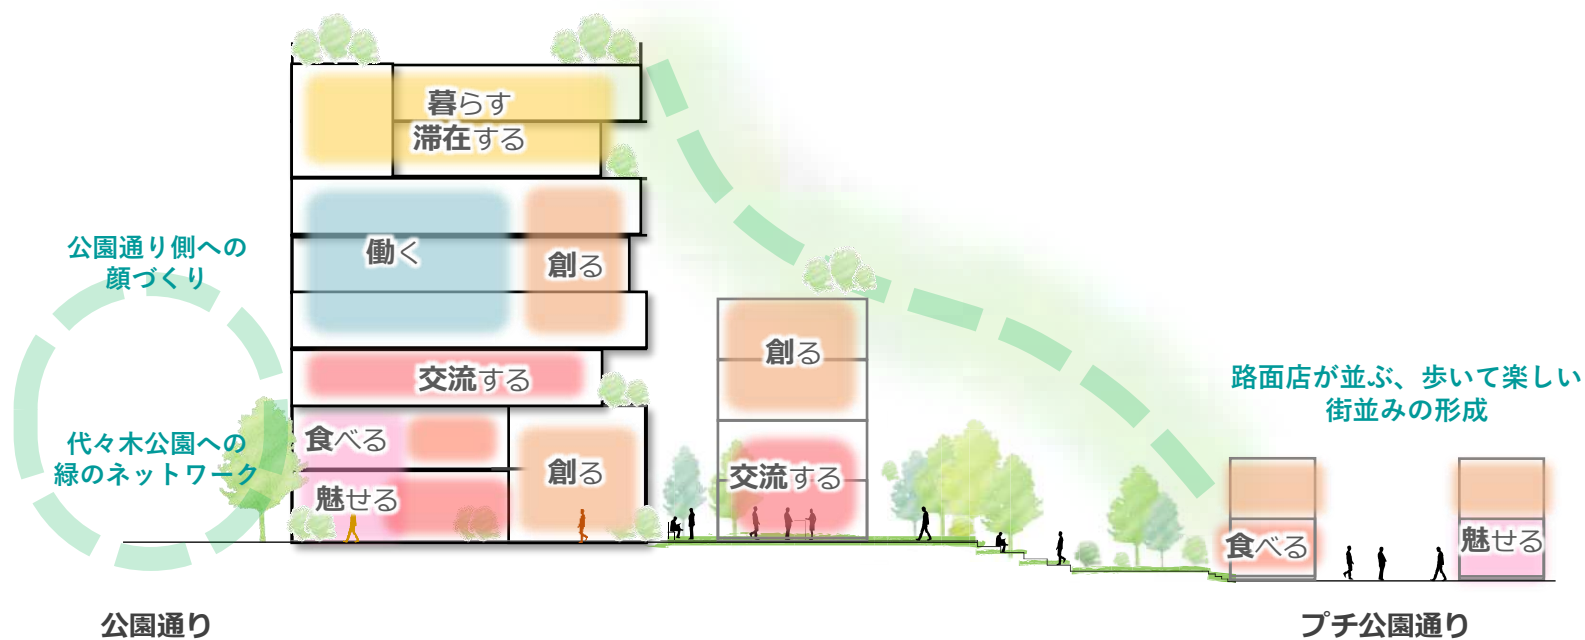 暮らす
滞在する
公園通り側への
顔づくり
働く
創る
創る
交流する
路面店が並ぶ、歩いて楽しい
街並みの形成
代々木公園への
緑のネットワーク
食べる
創る
魅せる
交流する
食べる
魅せる
公園通り
プチ公園通り